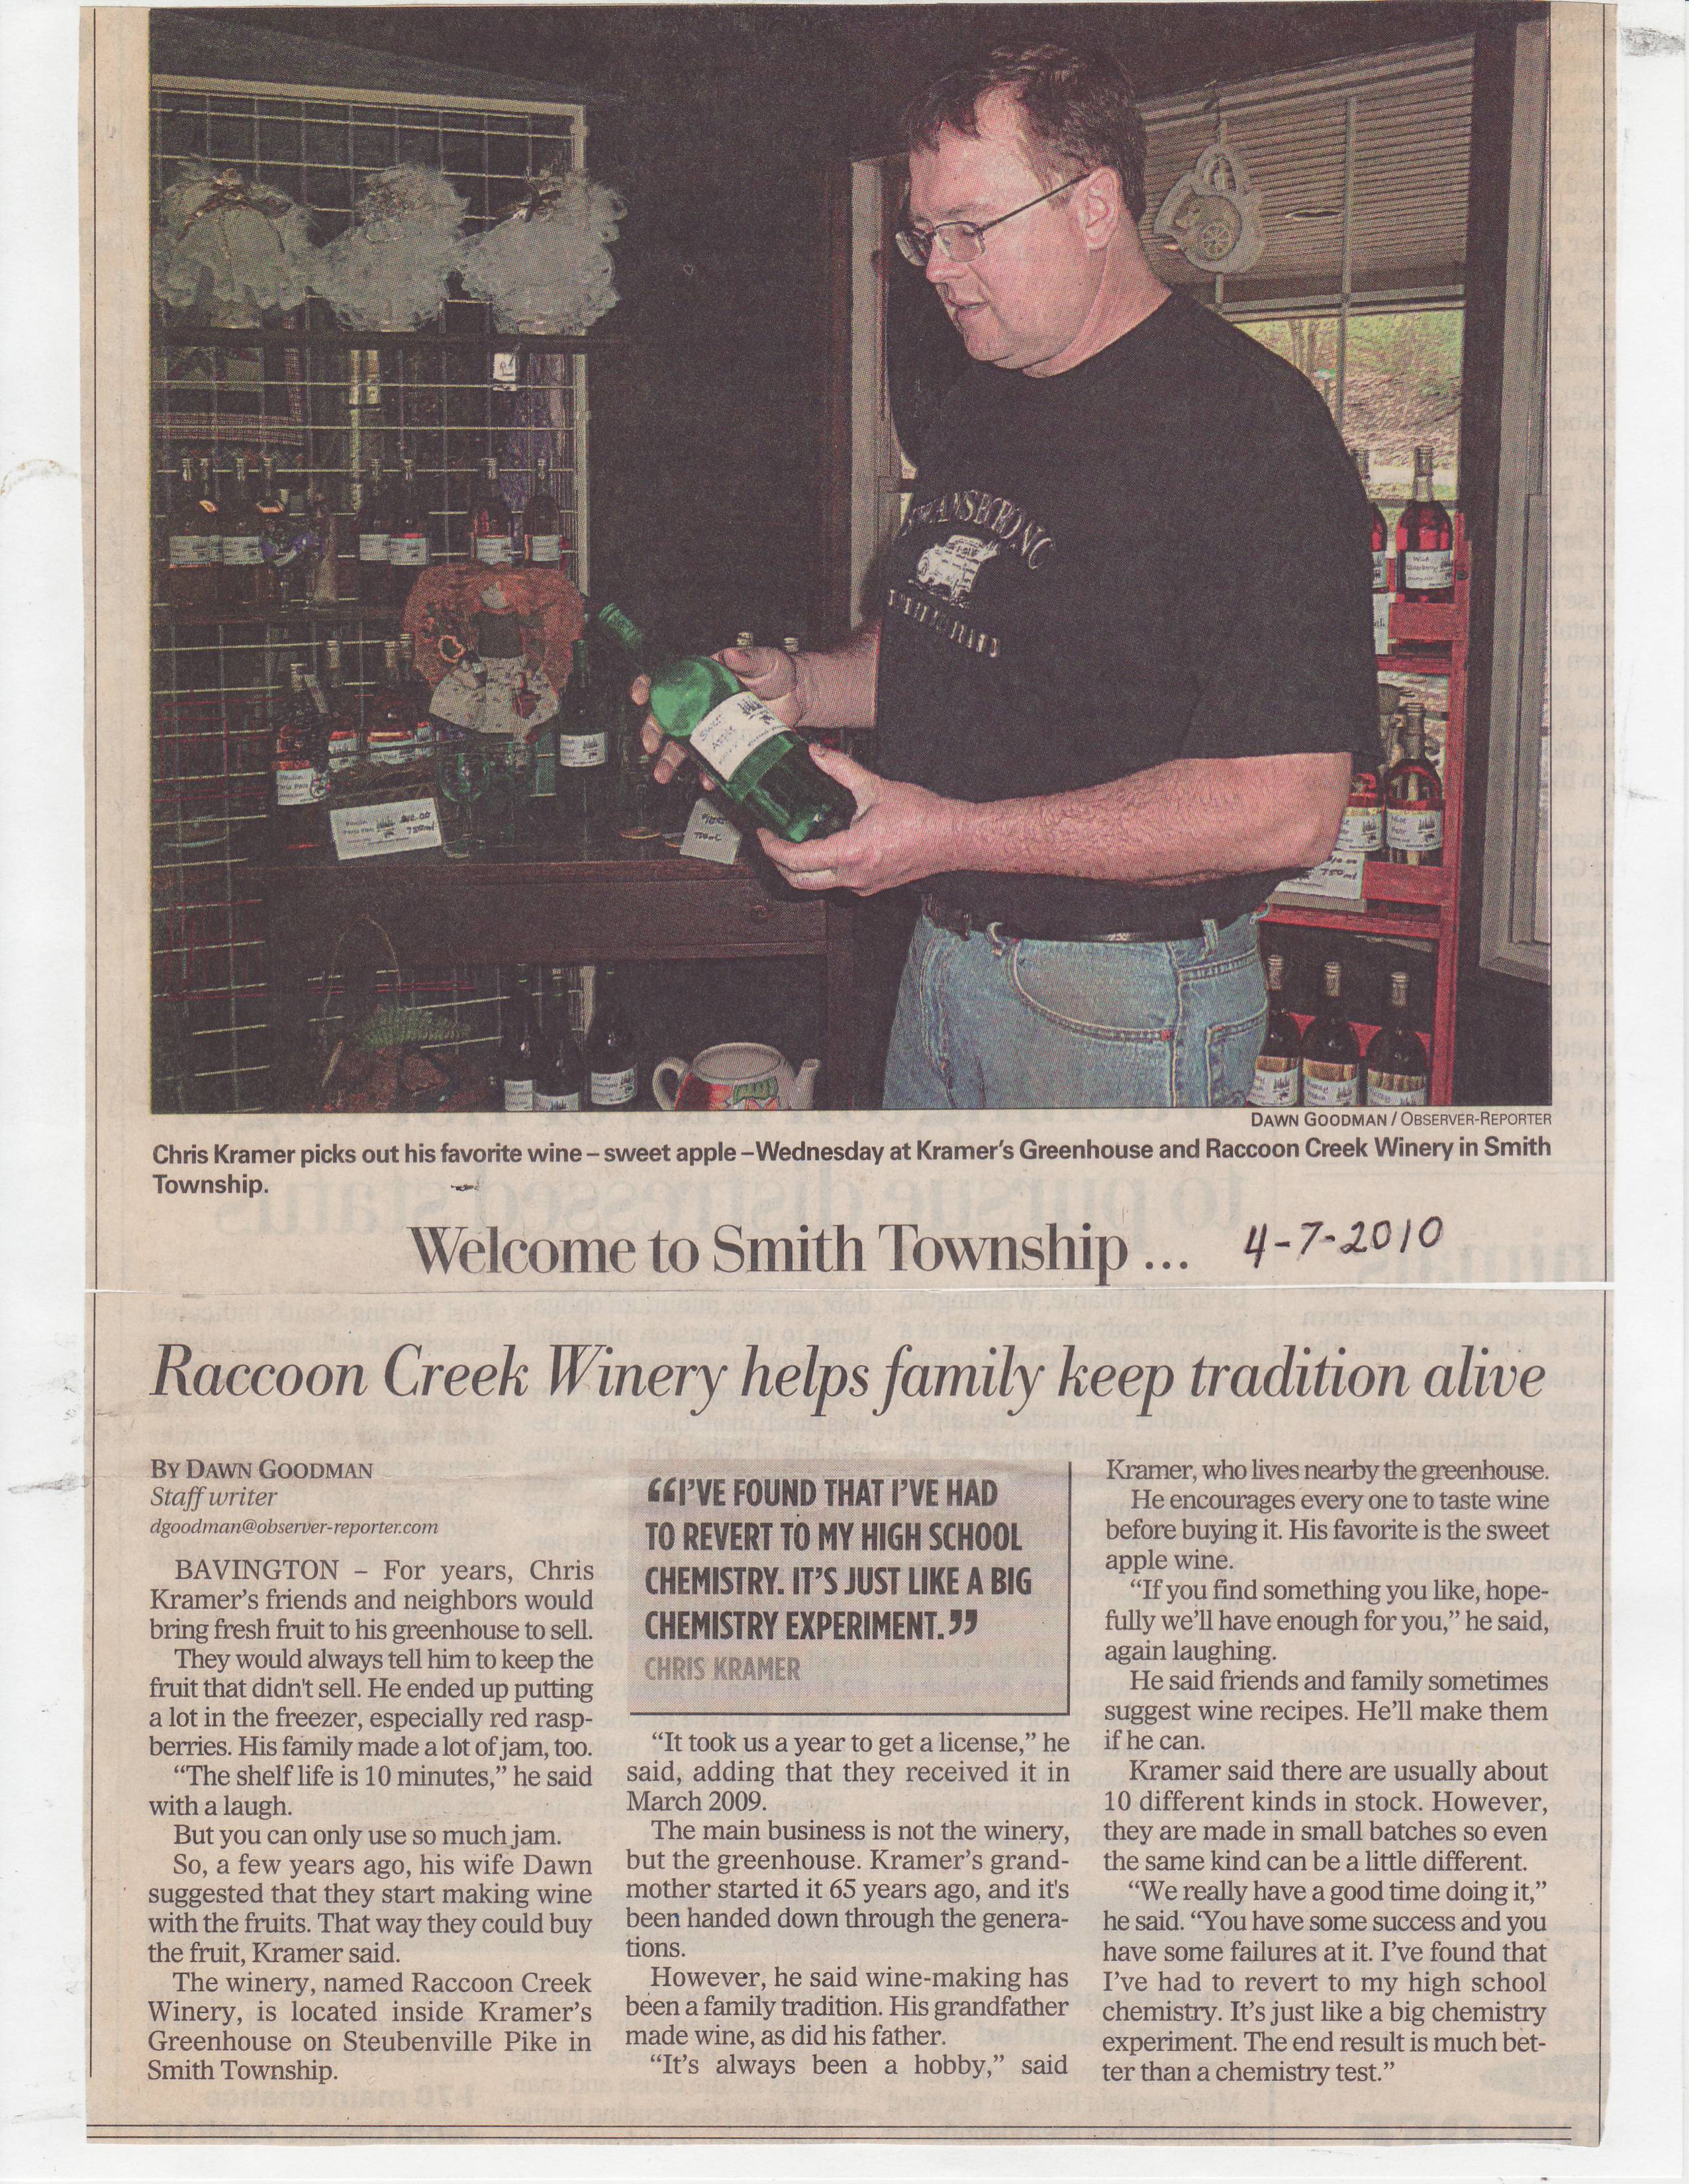 DAWN GOODMAN / OBSERVER-REPORTER
Chris Kramer picks out his favorite wine – sweet apple –Wednesday at Kramer's Greenhouse and Raccoon Creek Winery in Smith
Township.
Welcome to Smith Township ... 4-7-2010
Raccoon Creek Winery helps family keep tradition alive
BY DAWN GOODMAN
Staff writer
dgoodman@observer-reporter.com
BAVINGTON – For years, Chris
Kramer's friends and neighbors would
bring fresh fruit to his greenhouse to sell.
They would always tell him to keep the
fruit that didn't sell. He ended up putting
a lot in the freezer, especially red rasp-
berries. His family made a lot of jam, too.
“The shelf life is 10 minutes,” he said
with a laugh.
But you can only use so much jam.
So, a few years ago, his wife Dawn
suggested that they start making wine
with the fruits. That way they could buy
the fruit, Kramer said.
The winery, named Raccoon Creek
Winery, is located inside Kramer's
Greenhouse on Steubenville Pike in
Smith Township.
“I'VE FOUND THAT I'VE HAD
TO REVERT TO MY HIGH SCHOOL
CHEMISTRY. IT'S JUST LIKE A BIG
CHEMISTRY EXPERIMENT.”
CHRIS KRAMER
“It took us a year to get a license,” he
said, adding that they received it in
March 2009.
The main business is not the winery,
but the greenhouse. Kramer's grand-
mother started it 65 years ago, and it's
been handed down through the genera-
tions.
However, he said wine-making has
been a family tradition. His grandfather
made wine, as did his father.
“It's always been a hobby,” said
Kramer, who lives nearby the greenhouse.
He encourages every one to taste wine
before buying it. His favorite is the sweet
apple wine.
“If you find something you like, hope-
fully we'll have enough for you,” he said,
again laughing.
He said friends and family sometimes
suggest wine recipes. He'll make them
if he can.
Kramer said there are usually about
10 different kinds in stock. However,
they are made in small batches so even
the same kind can be a little different.
“We really have a good time doing it,”
he said. “You have some success and you
have some failures at it. I've found that
I've had to revert to my high school
chemistry. It's just like a big chemistry
experiment. The end result is much bet-
ter than a chemistry test.”